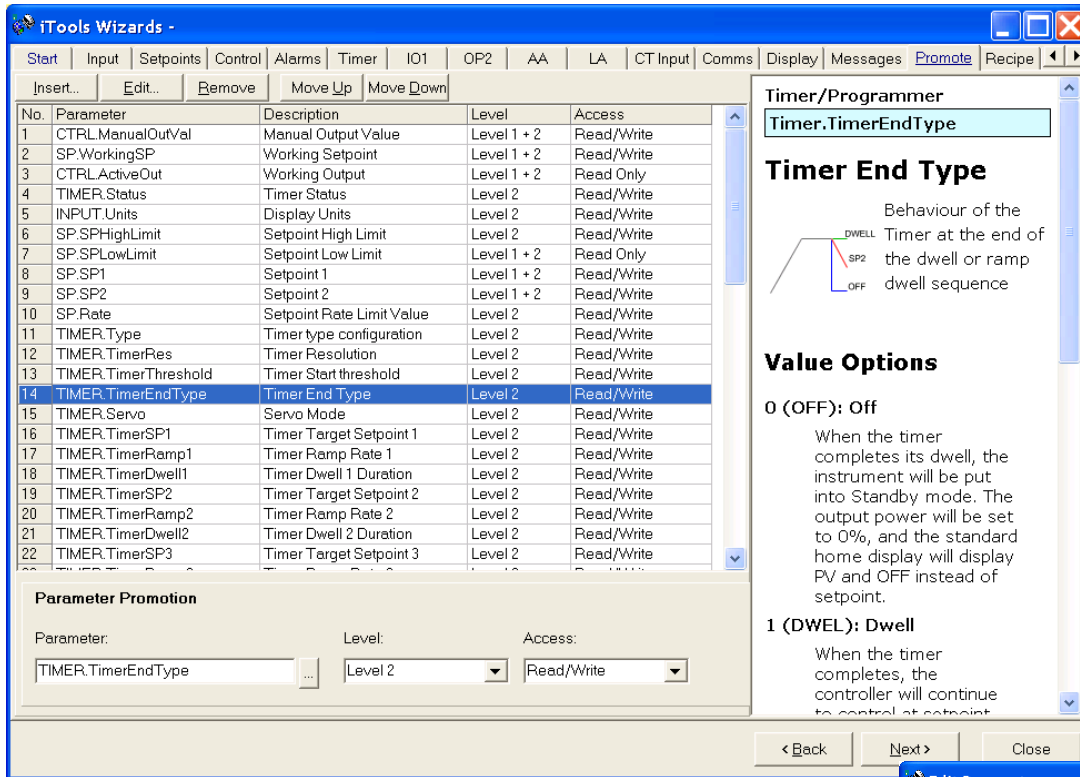 iTools Wizards -
Start Input Setpoints Control Alarms Timer IO1 OP2 AA LA CT Input Comms Display Messages Promote Recipe
Insert... Edit... Remove Move Up Move Down
No. Parameter Description Level Access
1 CTRL.ManualOutVal Manual Output Value Level 1 + 2 Read/Write
2 SP.WorkingSP Working Setpoint Level 1 + 2 Read/Write
3 CTRL.ActiveOut Working Output Level 1 + 2 Read Only
4 TIMER.Status Timer Status Level 2 Read/Write
5 INPUT.Units Display Units Level 2 Read/Write
6 SP.SPHighLimit Setpoint High Limit Level 2 Read/Write
7 SP.SPLowLimit Setpoint Low Limit Level 1 + 2 Read Only
8 SP.SP1 Setpoint 1 Level 1 + 2 Read/Write
9 SP.SP2 Setpoint 2 Level 1 + 2 Read/Write
10 SP.Rate Setpoint Rate Limit Value Level 2 Read/Write
11 TIMER.Type Timer type configuration Level 2 Read/Write
12 TIMER.TimerRes Timer Resolution Level 2 Read/Write
13 TIMER.TimerThreshold Timer Start threshold Level 2 Read/Write
14 TIMER.TimerEndType Timer End Type Level 2 Read/Write
15 TIMER.Servo Servo Mode Level 2 Read/Write
16 TIMER.TimerSP1 Timer Target Setpoint 1 Level 2 Read/Write
17 TIMER.TimerRamp1 Timer Ramp Rate 1 Level 2 Read/Write
18 TIMER.TimerDwell1 Timer Dwell 1 Duration Level 2 Read/Write
19 TIMER.TimerSP2 Timer Target Setpoint 2 Level 2 Read/Write
20 TIMER.TimerRamp2 Timer Ramp Rate 2 Level 2 Read/Write
21 TIMER.TimerDwell2 Timer Dwell 2 Duration Level 2 Read/Write
22 TIMER.TimerSP3 Timer Target Setpoint 3 Level 2 Read/Write
Parameter Promotion
Parameter: Level: Access:
TIMER.TimerEndType ... Level 2 Read/Write
Timer/Programmer
Timer.TimerEndType
Timer End Type
Behaviour of the
Timer at the end of
the dwell or ramp
dwell sequence
DWELL
SP2
OFF
Value Options
0 (OFF): Off
When the timer
completes its dwell, the
instrument will be put
into Standby mode. The
output power will be set
to 0%, and the standard
home display will display
PV and OFF instead of
setpoint.
1 (DWEL): Dwell
When the timer
completes, the
controller will continue
to control at setpoint
< Back Next > Close